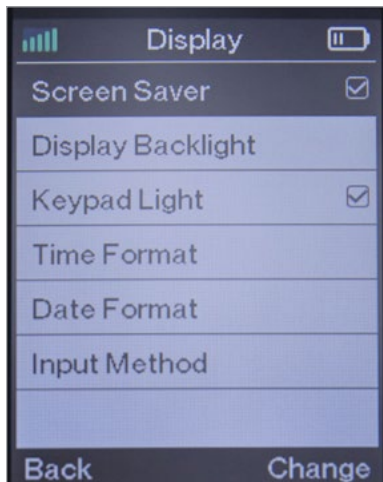 Display
Screen Saver
Display Backlight
Keypad Light
Time Format
Date Format
Input Method
Back Change